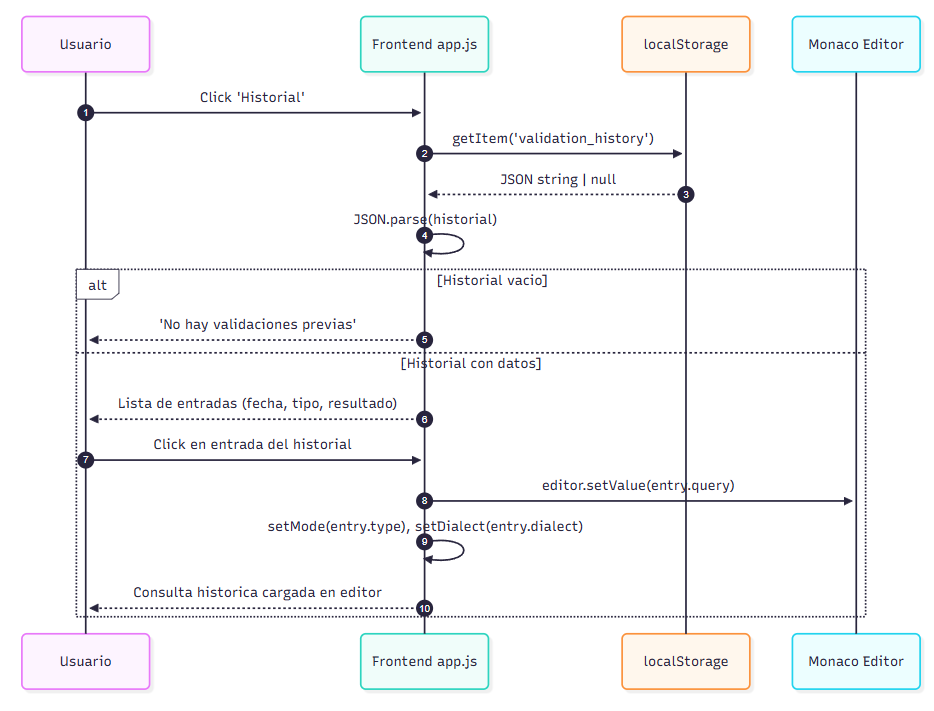 Usuario
Frontend app.js
localStorage
Monaco Editor
Click 'Historial'
1
getItem('validation_history')
2
JSON string | null
3
JSON.parse(historial)
4
alt
[Historial vacio]
'No hay validaciones previas'
5
[Historial con datos]
Lista de entradas (fecha, tipo, resultado)
6
Click en entrada del historial
7
editor.setValue(entry.query)
8
setMode(entry.type), setDialect(entry.dialect)
9
Consulta historica cargada en editor
10
Usuario
Frontend app.js
localStorage
Monaco Editor